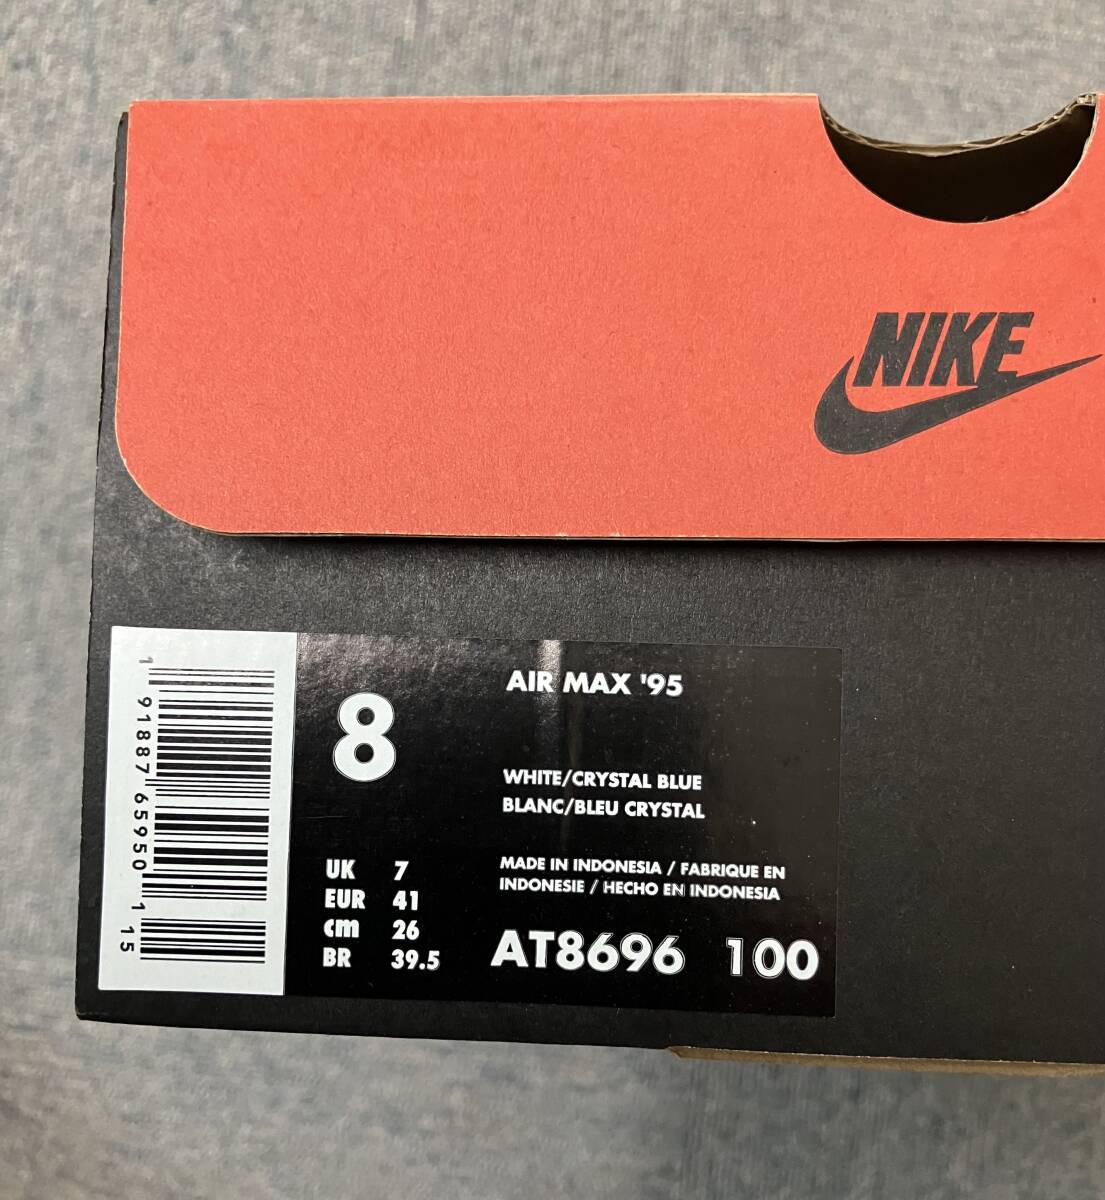 NIKE
8
AIR MAX '95
WHITE/CRYSTAL BLUE
BLANC/BLEU CRYSTAL
UK 7
EUR 41
cm 26
BR 39.5
MADE IN INDONESIA / FABRIQUE EN
INDONESIE / HECHO EN INDONESIA
AT8696 100
1 91887 65950 1 15